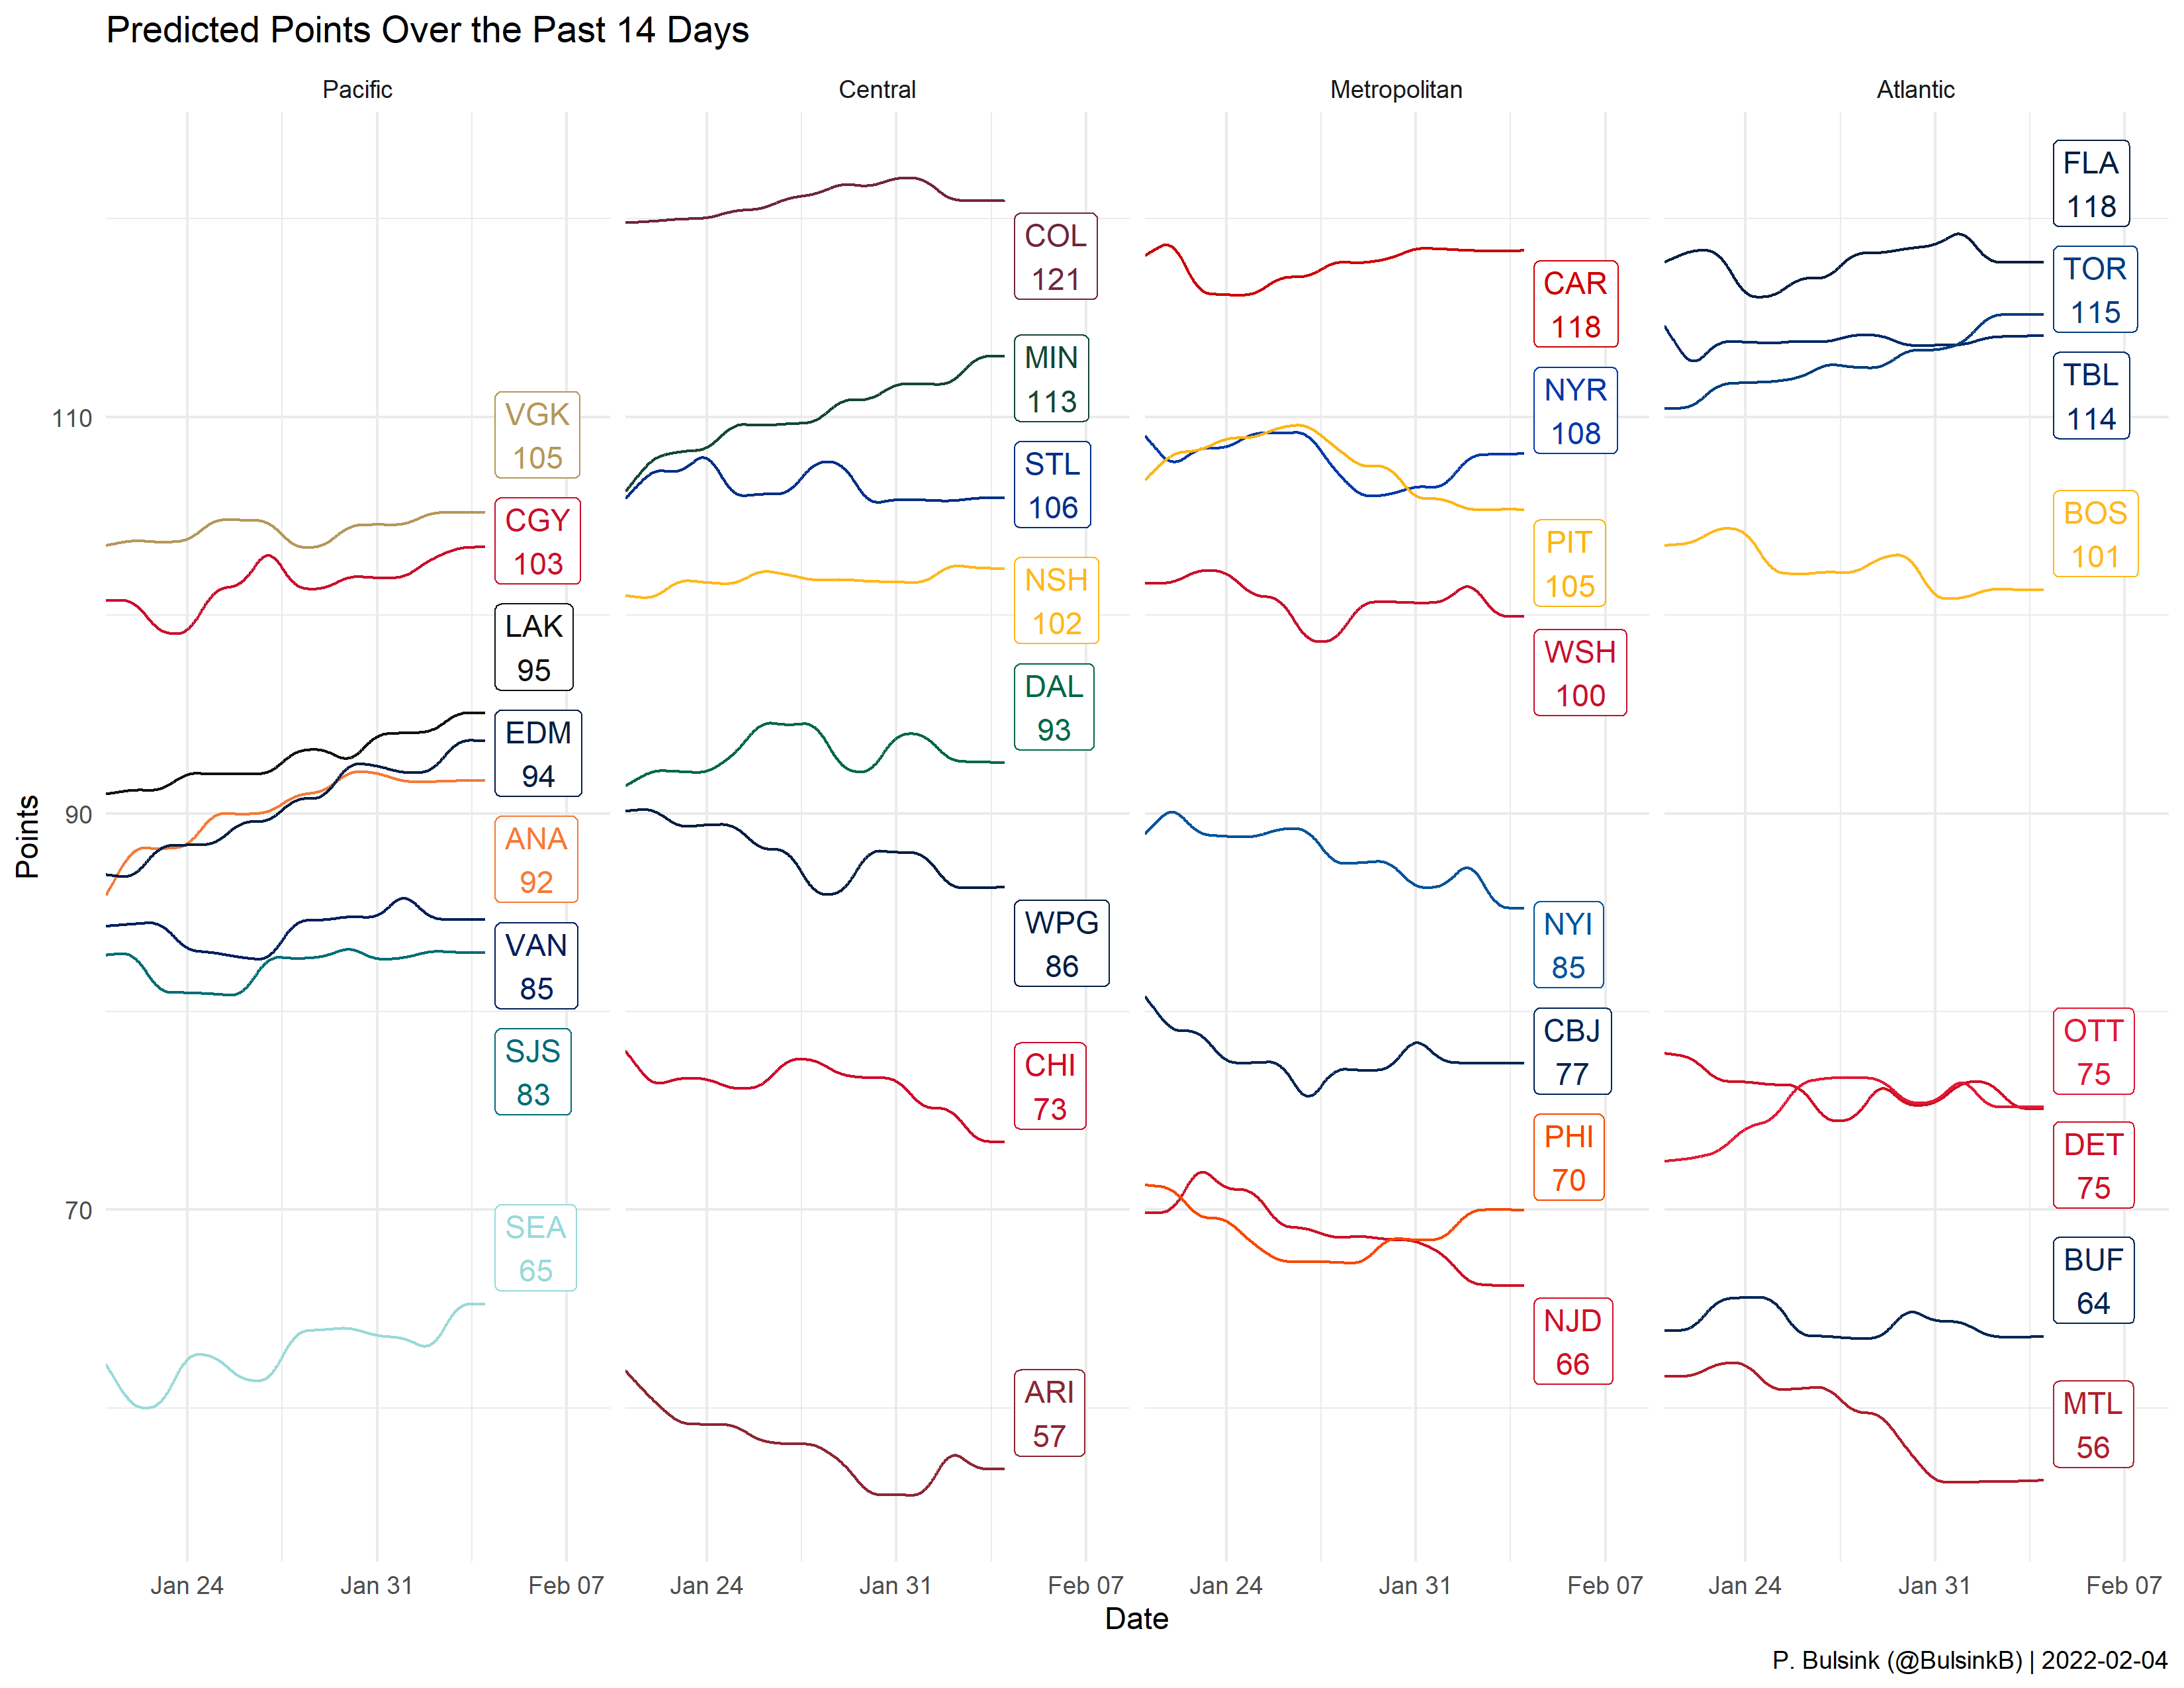 Predicted Points Over the Past 14 Days
Pacific
Central
Metropolitan
Atlantic
Points
110
90
70
VGK
105
CGY
103
LAK
95
EDM
94
ANA
92
VAN
85
SJS
83
SEA
65
COL
121
MIN
113
STL
106
NSH
102
DAL
93
WPG
86
CHI
73
ARI
57
CAR
118
NYR
108
PIT
105
WSH
100
NYI
85
CBJ
77
PHI
70
NJD
66
FLA
118
TOR
115
TBL
114
BOS
101
OTT
75
DET
75
BUF
64
MTL
56
Jan 24 Jan 31 Feb 07
Jan 24 Jan 31 Feb 07
Jan 24 Jan 31 Feb 07
Jan 24 Jan 31 Feb 07
Date
P. Bulsink (@BulsinkB) | 2022-02-04